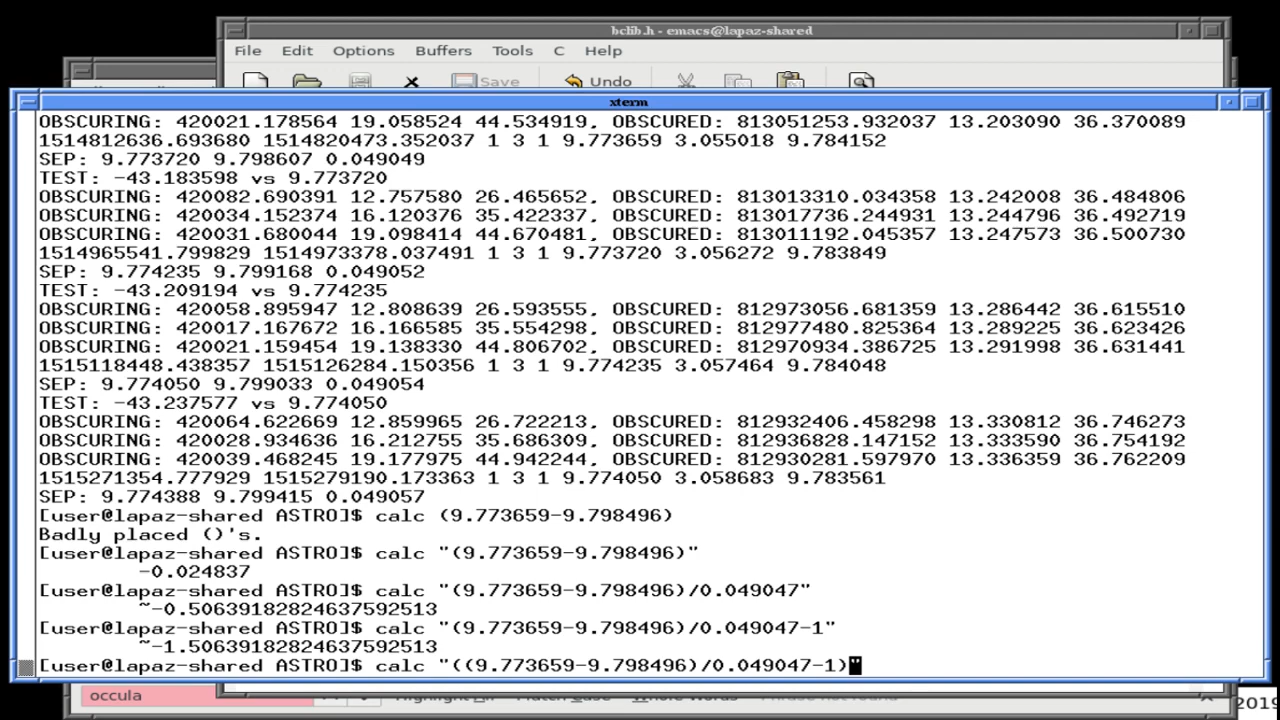 bclib.h - emacs@lapaz-shared
File Edit Options Buffers Tools C Help
Save Undo
xterm
OBSCURING: 420021.178564 19.058524 44.534919, OBSCURED: 813051253.932037 13.203090 36.370089
1514812636.693680 1514820473.352037 1 3 1 9.773659 3.055018 9.784152
SEP: 9.773720 9.798607 0.049049
TEST: -43.183598 vs 9.773720
OBSCURING: 420082.690391 12.757580 26.465652, OBSCURED: 813013310.034358 13.242008 36.484806
OBSCURING: 420034.152374 16.120376 35.422337, OBSCURED: 813017736.244931 13.244796 36.492719
OBSCURING: 420031.680044 19.098414 44.670481, OBSCURED: 813011192.045357 13.247573 36.500730
1514965541.799829 1514973378.037491 1 3 1 9.773720 3.056272 9.783849
SEP: 9.774235 9.799168 0.049052
TEST: -43.209194 vs 9.774235
OBSCURING: 420058.895947 12.808639 26.593555, OBSCURED: 812973056.681359 13.286442 36.615510
OBSCURING: 420017.167672 16.166585 35.554298, OBSCURED: 812977480.825364 13.289225 36.623426
OBSCURING: 420021.159454 19.138330 44.806702, OBSCURED: 812970934.386725 13.291998 36.631441
1515118448.438357 1515126284.150356 1 3 1 9.774235 3.057464 9.784048
SEP: 9.774050 9.799033 0.049054
TEST: -43.237577 vs 9.774050
OBSCURING: 420064.622669 12.859965 26.722213, OBSCURED: 812932406.458298 13.330812 36.746273
OBSCURING: 420028.934636 16.212755 35.686309, OBSCURED: 812936828.147152 13.333590 36.754192
OBSCURING: 420039.468245 19.177975 44.942244, OBSCURED: 812930281.597970 13.336359 36.762209
1515271354.777929 1515279190.173363 1 3 1 9.774050 3.058683 9.783561
SEP: 9.774388 9.799415 0.049057
[user@lapaz-shared ASTRO]$ calc (9.773659-9.798496)
Badly placed ()'s.
[user@lapaz-shared ASTRO]$ calc "(9.773659-9.798496)"
-0.024837
[user@lapaz-shared ASTRO]$ calc "(9.773659-9.798496)/0.049047"
~-0.50639182824637592513
[user@lapaz-shared ASTRO]$ calc "(9.773659-9.798496)/0.049047-1"
~-1.50639182824637592513
[user@lapaz-shared ASTRO]$ calc "((9.773659-9.798496)/0.049047-1)"
occula
2019